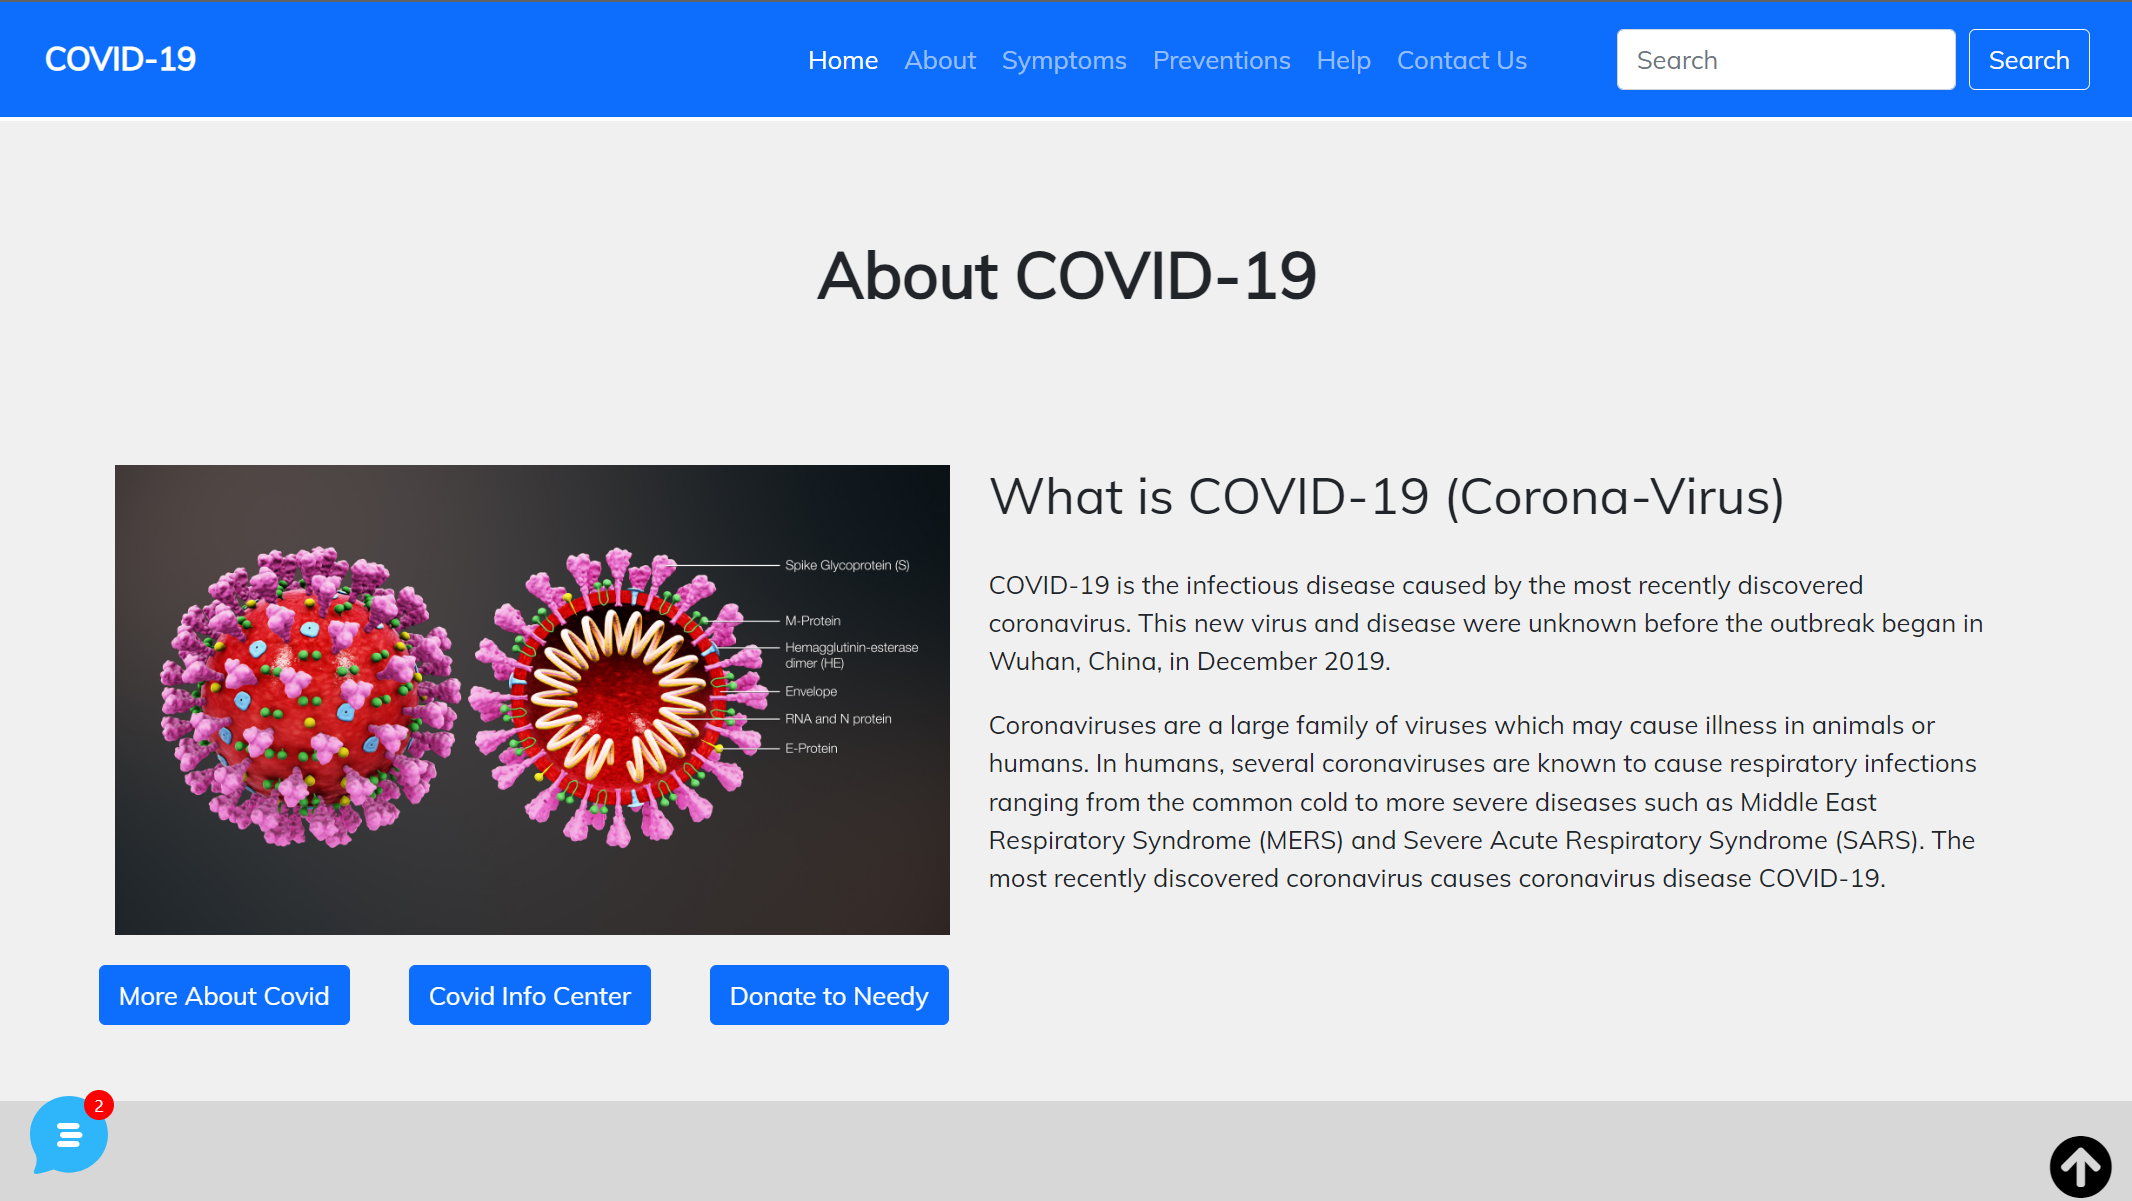 COVID-19
Home About Symptoms Preventions Help Contact Us
Search
Search
About COVID-19
Spike Glycoprotein (S)
M-Protein
Hemagglutinin-esterase
dimer (HE)
Envelope
RNA and N protein
E-Protein
What is COVID-19 (Corona-Virus)
COVID-19 is the infectious disease caused by the most recently discovered
coronavirus. This new virus and disease were unknown before the outbreak began in
Wuhan, China, in December 2019.
Coronaviruses are a large family of viruses which may cause illness in animals or
humans. In humans, several coronaviruses are known to cause respiratory infections
ranging from the common cold to more severe diseases such as Middle East
Respiratory Syndrome (MERS) and Severe Acute Respiratory Syndrome (SARS). The
most recently discovered coronavirus causes coronavirus disease COVID-19.
More About Covid
Covid Info Center
Donate to Needy
2